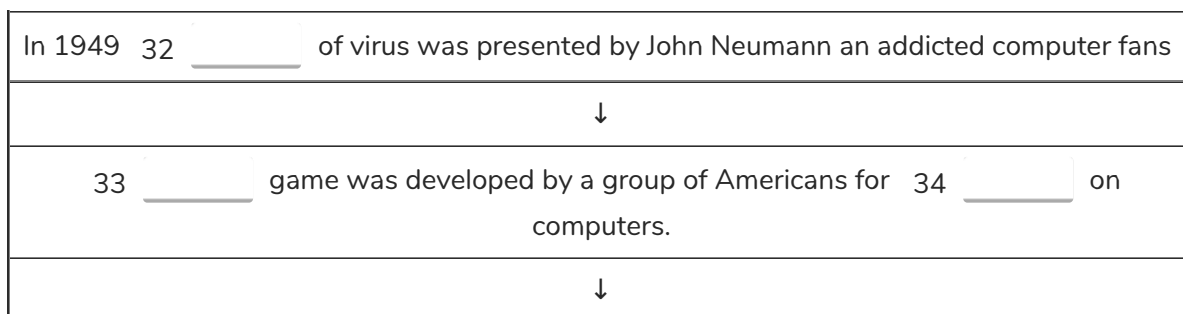 In 1949 32 of virus was presented by John Neumann an addicted computer fans
↓
33 game was developed by a group of Americans for 34 on
computers.
↓